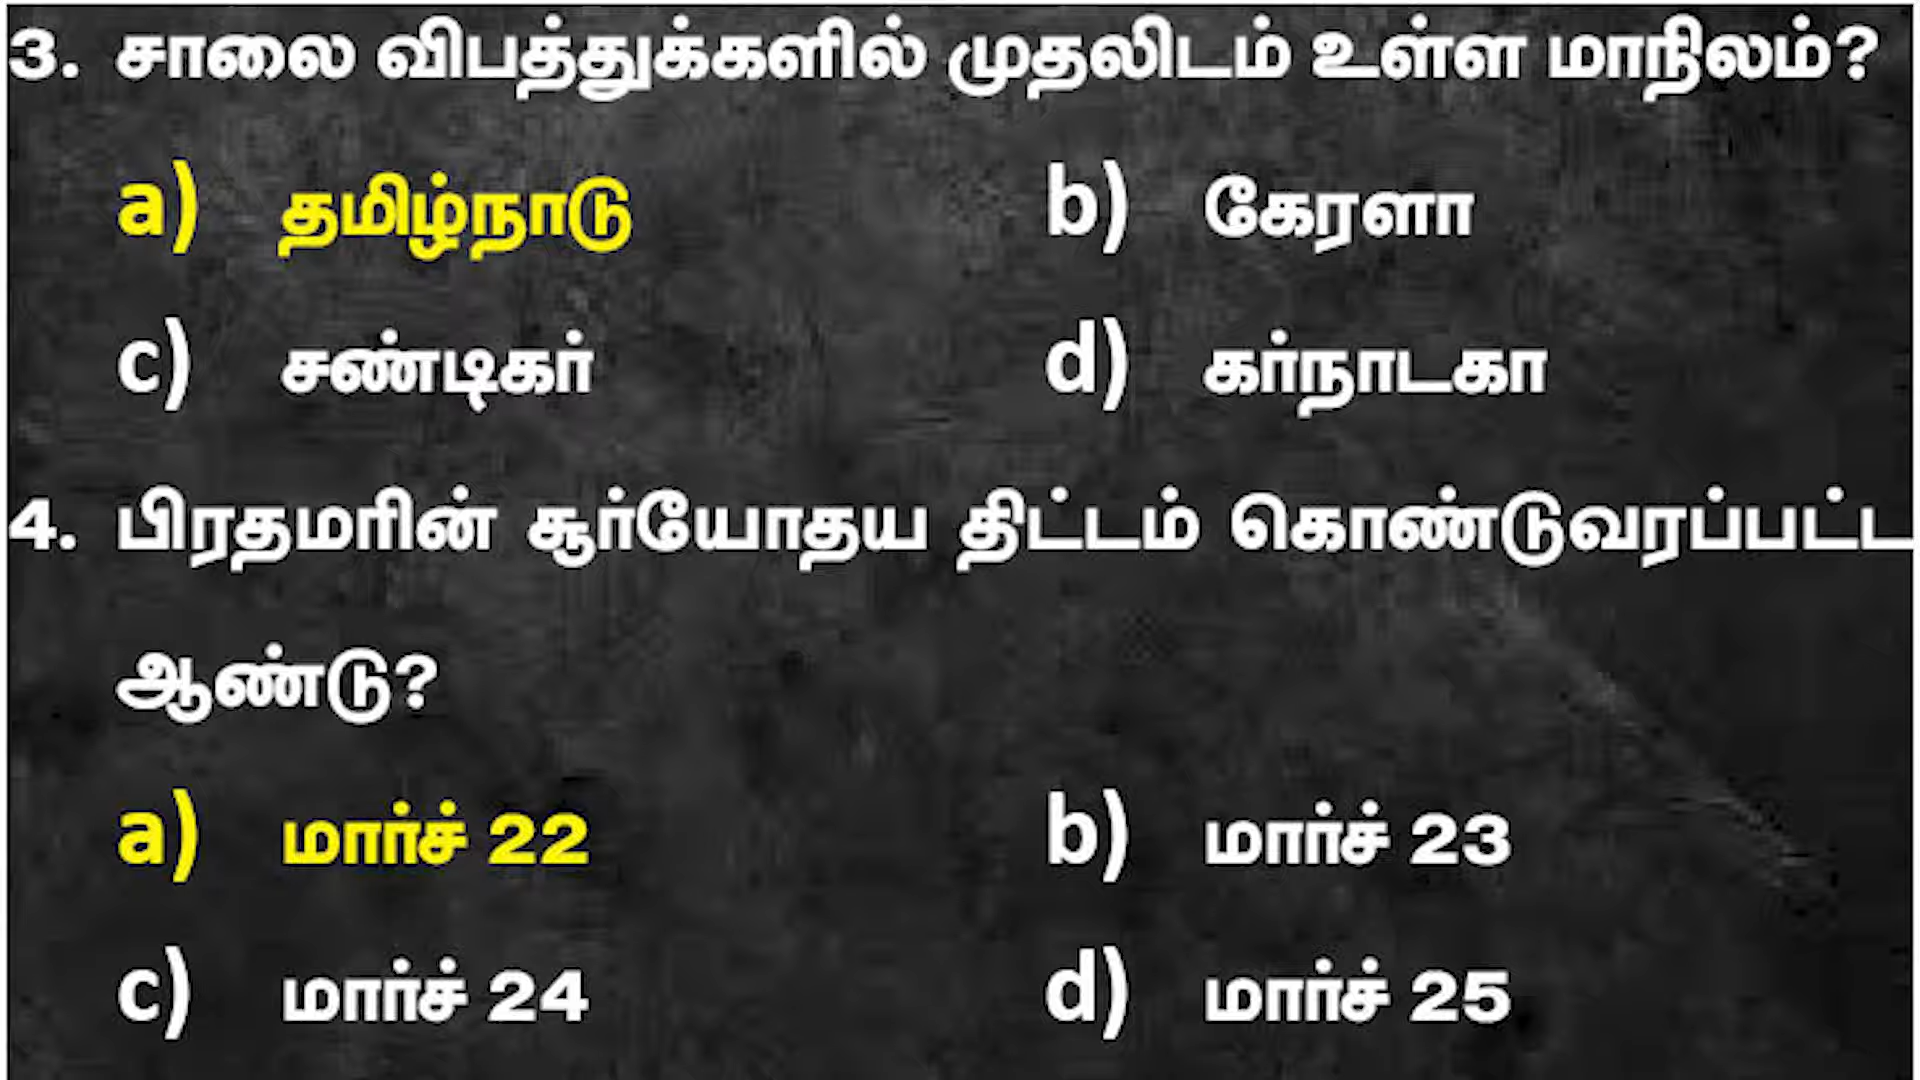 3. சாலை விபத்துக்களில் முதலிடம் உள்ள மாநிலம்?
a) தமிழ்நாடு b) கேரளா
c) சண்டிகர் d) கர்நாடகா
4. பிரதமரின் சூர்யோதய திட்டம் கொண்டுவரப்பட்ட
ஆண்டு?
a) மார்ச் 22 b) மார்ச் 23
c) மார்ச் 24 d) மார்ச் 25